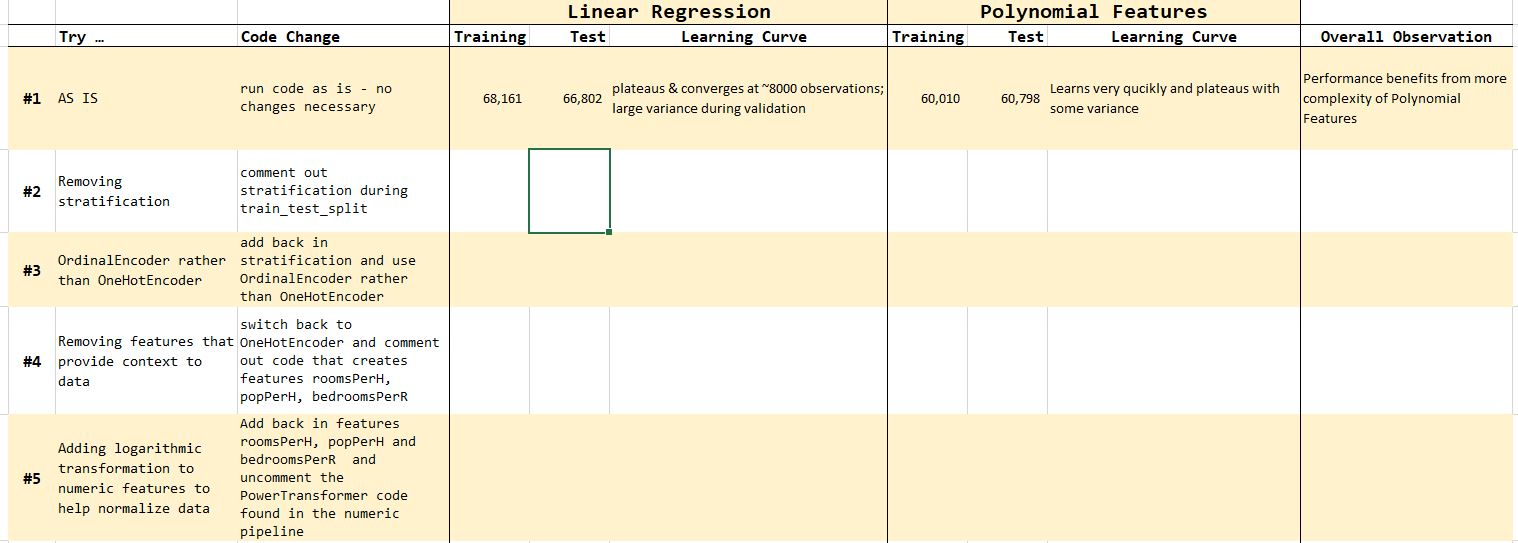 Linear Regression Polynomial Features
Try … Code Change Training Test Learning Curve Training Test Learning Curve Overall Observation
#1
AS IS
run code as is - no
changes necessary
68,161
66,802
plateaus & converges at ~8000 observations;
large variance during validation
60,010
60,798
Learns very qucikly and plateaus with
some variance
Performance benefits from more
complexity of Polynomial
Features
#2
Removing
stratification
comment out
stratification during
train_test_split
#3
OrdinalEncoder rather
than OneHotEncoder
add back in
stratification and use
OrdinalEncoder rather
than OneHotEncoder
#4
Removing features that
provide context to
data
switch back to
OneHotEncoder and comment
out code that creates
features roomsPerH,
popPerH, bedroomsPerR
#5
Adding logarithmic
transformation to
numeric features to
help normalize data
Add back in features
roomsPerH, popPerH and
bedroomsPerR and
uncomment the
PowerTransformer code
found in the numeric
pipeline